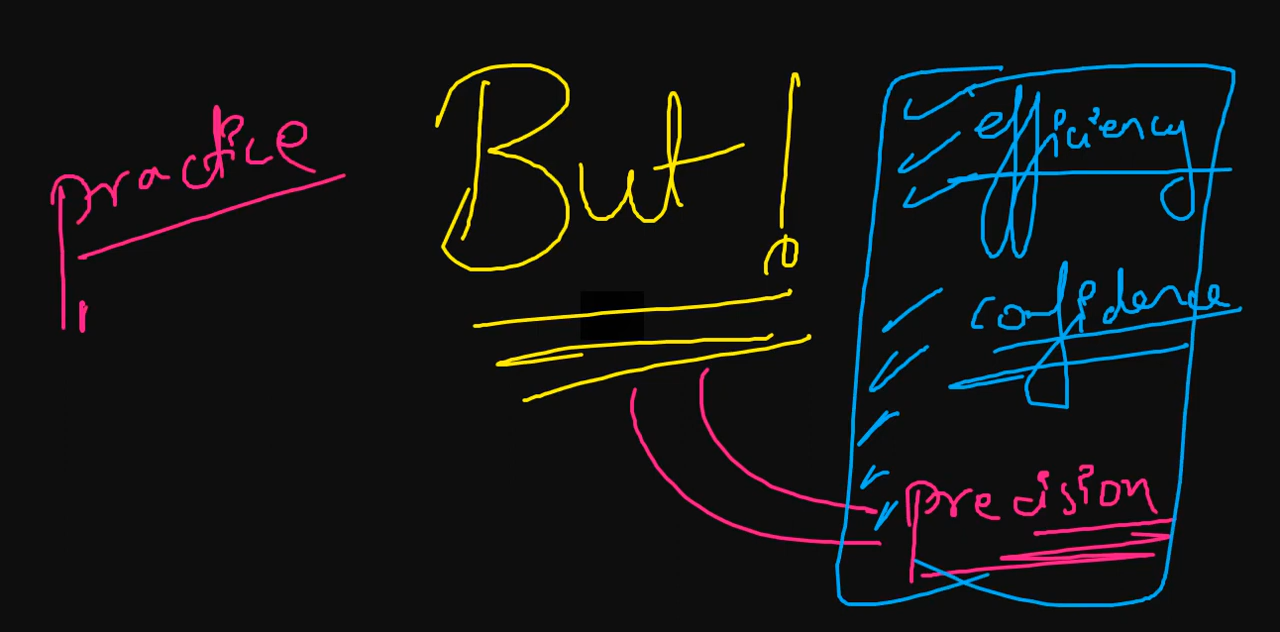 practice
But!
efficiency
confidence
precision